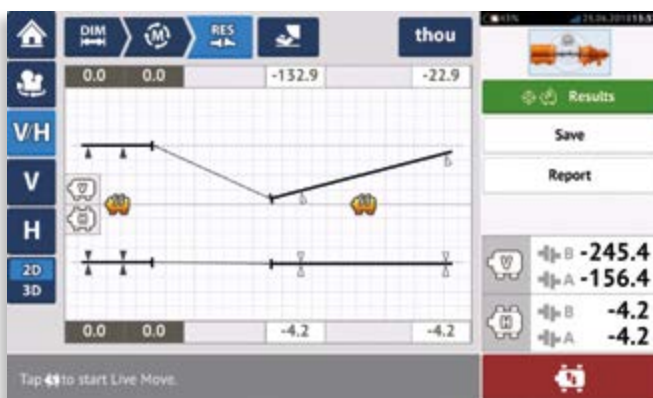 DIM
RES
thou
0.0 0.0 -132.9 -22.9
Results
V/H
Save
V
Report
H
V B -245.4
A -156.4
2D
3D
H B -4.2
A -4.2
0.0 0.0 -4.2 -4.2
Tap to start Live Move.